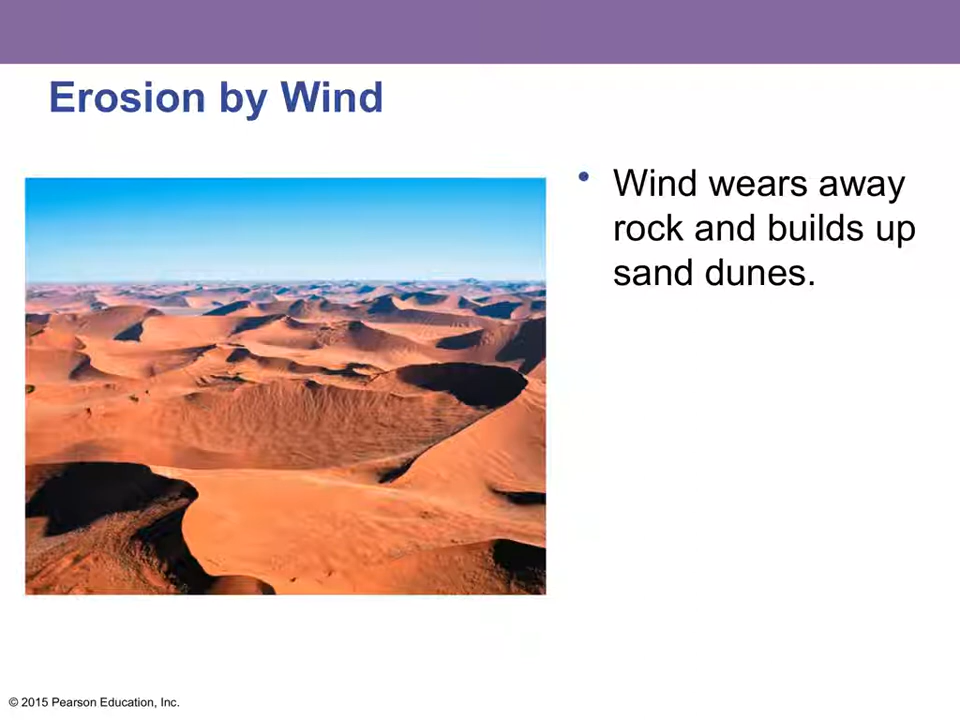 Erosion by Wind
• Wind wears away
rock and builds up
sand dunes.
© 2015 Pearson Education, Inc.